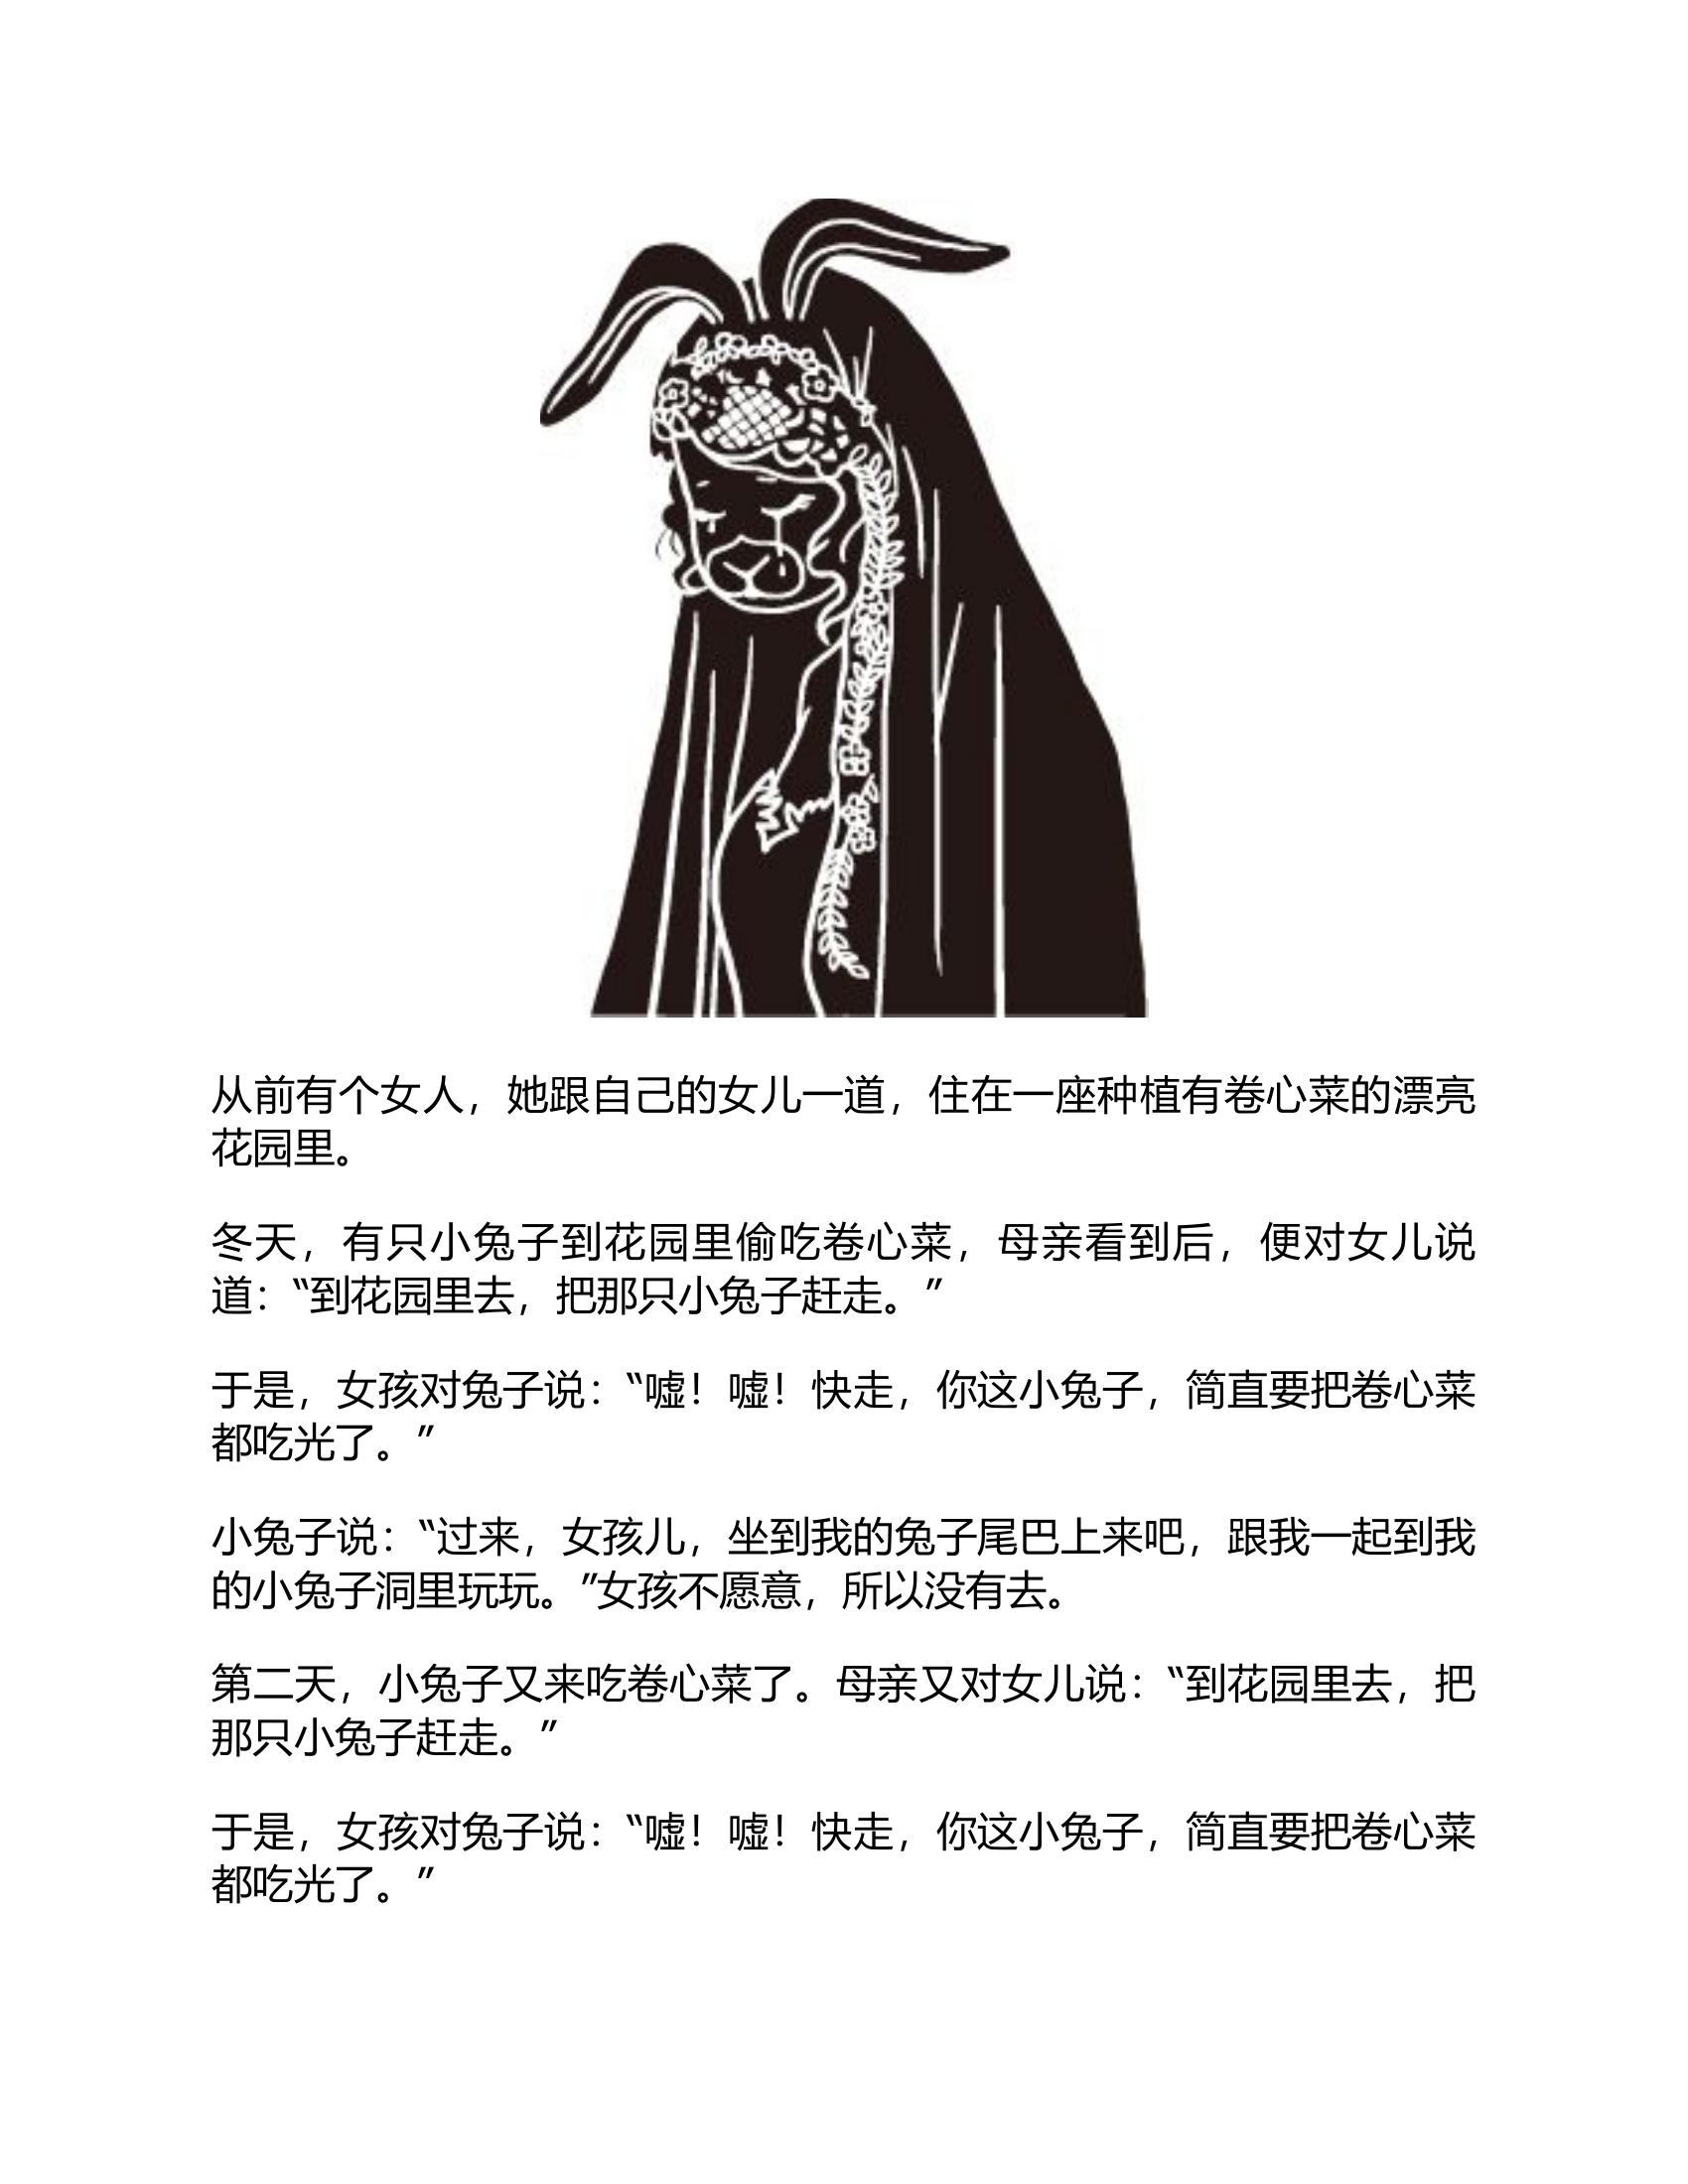 从前有个女人，她跟自己的女儿一道，住在一座种植有卷心菜的漂亮
花园里。
冬天，有只小兔子到花园里偷吃卷心菜，母亲看到后，便对女儿说
道：“到花园里去，把那只小兔子赶走。”
于是，女孩对兔子说：“嘘！嘘！快走，你这小兔子，简直要把卷心菜
都吃光了。”
小兔子说：“过来，女孩儿，坐到我的兔子尾巴上来吧，跟我一起到我
的小兔子洞里玩玩。”女孩不愿意，所以没有去。
第二天，小兔子又来吃卷心菜了。母亲又对女儿说：“到花园里去，把
那只小兔子赶走。”
于是，女孩对兔子说：“嘘！嘘！快走，你这小兔子，简直要把卷心菜
都吃光了。”